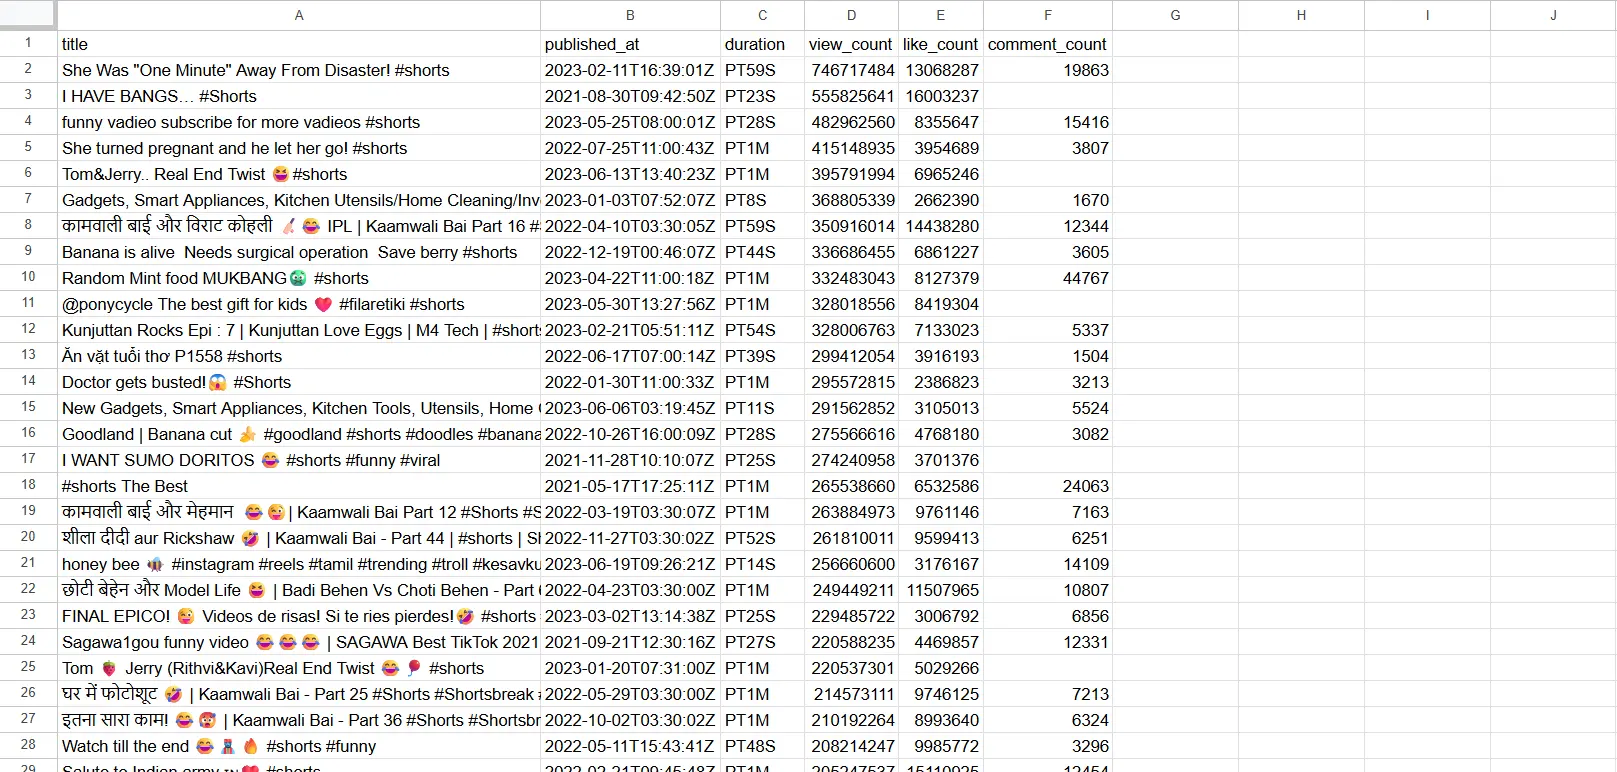 A B C D E F G H I J
1 title published_at duration view_count like_count comment_count
2 She Was "One Minute" Away From Disaster! #shorts 2023-02-11T16:39:01Z PT59S 746717484 13068287 19863
3 I HAVE BANGS… #Shorts 2021-08-30T09:42:50Z PT23S 555825641 16003237
4 funny vadieo subscribe for more vadieos #shorts 2023-05-25T08:00:01Z PT28S 482962560 8355647 15416
5 She turned pregnant and he let her go! #shorts 2022-07-25T11:00:43Z PT1M 415148935 3954689 3807
6 Tom&Jerry.. Real End Twist 😆#shorts 2023-06-13T13:40:23Z PT1M 395791994 6965246
7 Gadgets, Smart Appliances, Kitchen Utensils/Home Cleaning/Inv 2023-01-03T07:52:07Z PT8S 368805339 2662390 1670
8 कामवाली बाई और विराट कोहली 🏏😂 IPL | Kaamwali Bai Part 16 #S 2022-04-10T03:30:05Z PT59S 350916014 14438280 12344
9 Banana is alive Needs surgical operation Save berry #shorts 2022-12-19T00:46:07Z PT44S 336686455 6861227 3605
10 Random Mint food MUKBANG🤢 #shorts 2023-04-22T11:00:18Z PT1M 332483043 8127379 44767
11 @ponycycle The best gift for kids ❤️ #filaretiki #shorts 2023-05-30T13:27:56Z PT1M 328018556 8419304
12 Kunjuttan Rocks Epi : 7 | Kunjuttan Love Eggs | M4 Tech | #shorts 2023-02-21T05:51:11Z PT54S 328006763 7133023 5337
13 Ăn vặt tuổi thơ P1558 #shorts 2022-06-17T07:00:14Z PT39S 299412054 3916193 1504
14 Doctor gets busted!😱 #Shorts 2022-01-30T11:00:33Z PT1M 295572815 2386823 3213
15 New Gadgets, Smart Appliances, Kitchen Tools, Utensils, Home 2023-06-06T03:19:45Z PT11S 291562852 3105013 5524
16 Goodland | Banana cut 🍌 #goodland #shorts #doodles #banana 2022-10-26T16:00:09Z PT28S 275566616 4768180 3082
17 I WANT SUMO DORITOS 😂 #shorts #funny #viral 2021-11-28T10:10:07Z PT25S 274240958 3701376
18 #shorts The Best 2021-05-17T17:25:11Z PT1M 265538660 6532586 24063
19 कामवाली बाई और मेहमान 😂😜| Kaamwali Bai Part 12 #Shorts #S 2022-03-19T03:30:07Z PT1M 263884973 9761146 7163
20 शीला दीदी aur Rickshaw 🤣 | Kaamwali Bai - Part 44 | #shorts | Sh 2022-11-27T03:30:02Z PT52S 261810011 9599413 6251
21 honey bee 🐝 #instagram #reels #tamil #trending #troll #kesavku 2023-06-19T09:26:21Z PT14S 256660600 3176167 14109
22 छोटी बेहेन और Model Life 😆 | Badi Behen Vs Choti Behen - Part 2022-04-23T03:30:00Z PT1M 249449211 11507965 10807
23 FINAL EPICO! 😜 Videos de risas! Si te ries pierdes!🤣 #shorts 2023-03-02T13:14:38Z PT25S 229485722 3006792 6856
24 Sagawa1gou funny video 😂😂😂 | SAGAWA Best TikTok 2021 2021-09-21T12:30:16Z PT27S 220588235 4469857 12331
25 Tom 🍓 Jerry (Rithvi&Kavi)Real End Twist 😂🎈 #shorts 2023-01-20T07:31:00Z PT1M 220537301 5029266
26 घर में फोटोशूट 🤣 | Kaamwali Bai - Part 25 #Shorts #Shortsbreak 2022-05-29T03:30:00Z PT1M 214573111 9746125 7213
27 इतना सारा काम! 😂🥵 | Kaamwali Bai - Part 36 #Shorts #Shortsbr 2022-10-02T03:30:02Z PT1M 210192264 8993640 6324
28 Watch till the end 😂🔥 #shorts #funny 2022-05-11T15:43:41Z PT48S 208214247 9985772 3296
29 Salute to Indian army 🇮🇳❤️ #shorts 2022-02-21T09:45:48Z PT1M 205247537 15110925 12454